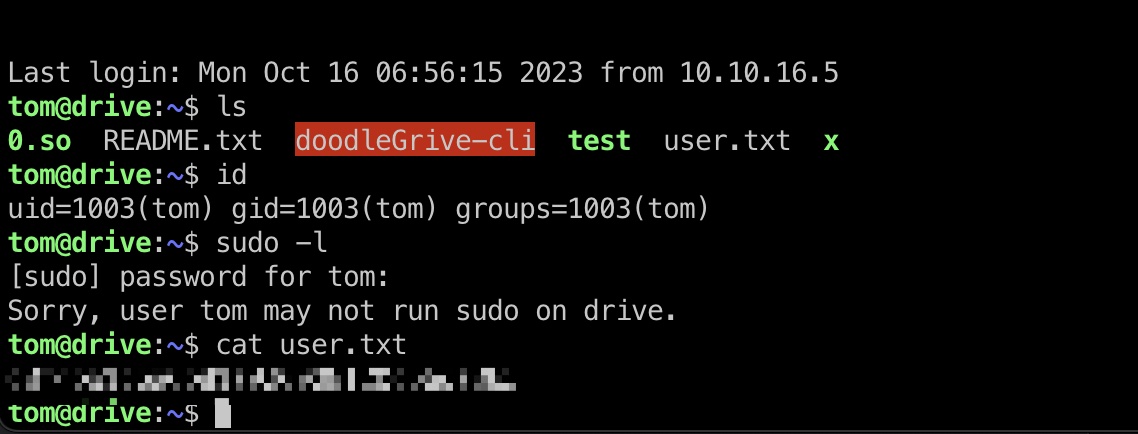 Last login: Mon Oct 16 06:56:15 2023 from 10.10.16.5
tom@drive:~$ ls
0.so  README.txt  doodleGrive-cli  test  user.txt  x
tom@drive:~$ id
uid=1003(tom) gid=1003(tom) groups=1003(tom)
tom@drive:~$ sudo -l
[sudo] password for tom:
Sorry, user tom may not run sudo on drive.
tom@drive:~$ cat user.txt
tom@drive:~$